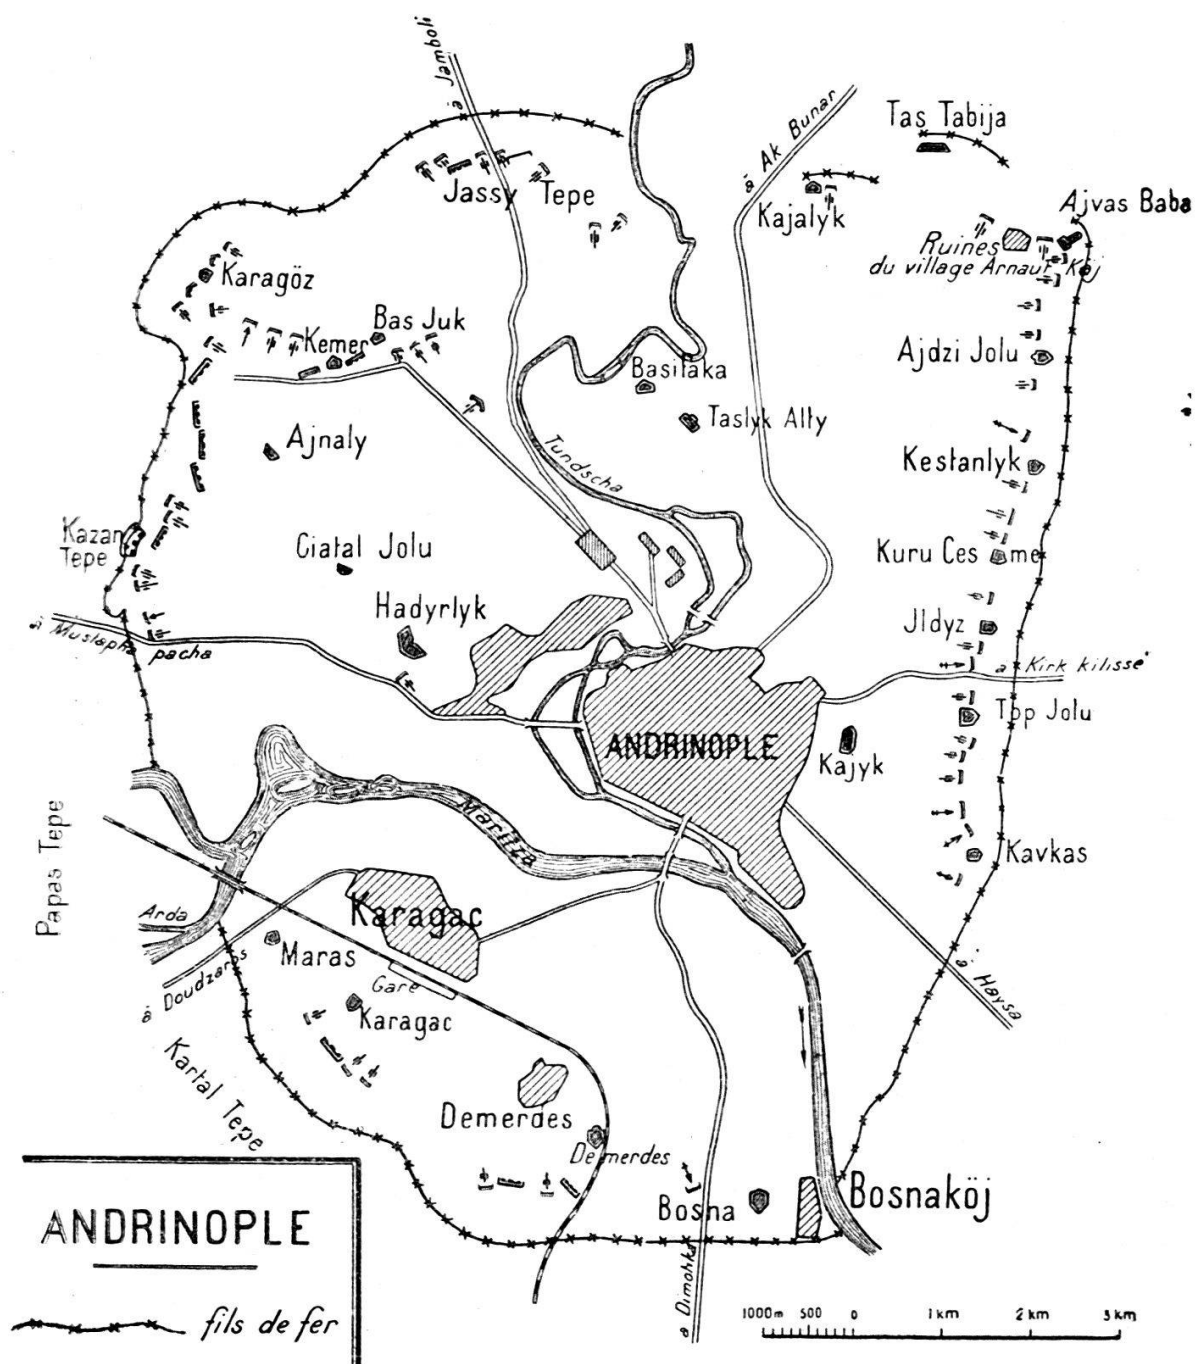 à Jamboli
à Ak Bunar
Tas Tabija
Jassy Tepe
Kajalyk
Ajvas Baba
Ruines
du village Arnaut Köj
Karagöz
Bas Juk
Kemer
Ajdzi Jolu
Basilaka
Taslyk Alty
Ajnaly
Tundscha
Kestanlyk
Kazan
Tepe
Ciatal Jolu
Kuru Ces me
Hadyrlyk
Jldyz
à Mustapha pacha
a Kirk kilisse
Top Jolu
ANDRINOPLE
Kajyk
Papas Tepe
Maritza
Kavkas
Karagac
Arda
Maras
Gare
à Doudzaros
à Haysa
Karagac
Kartal Tepe
Demerdes
Demerdes
Bosna
Bosnaköj
a Dimohka
ANDRINOPLE
fils de fer
1000m 500 0 1km 2km 3km